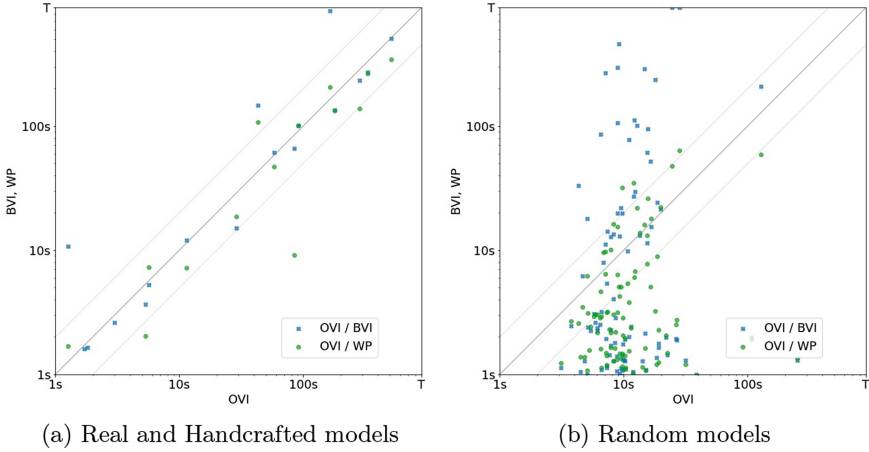 T
100s
10s
1s
BVI, WP
1s
10s
100s
T
OVI
OVI / BVI
OVI / WP
(a) Real and Handcrafted models
T
100s
10s
1s
BVI, WP
1s
10s
100s
T
OVI
OVI / BVI
OVI / WP
(b) Random models